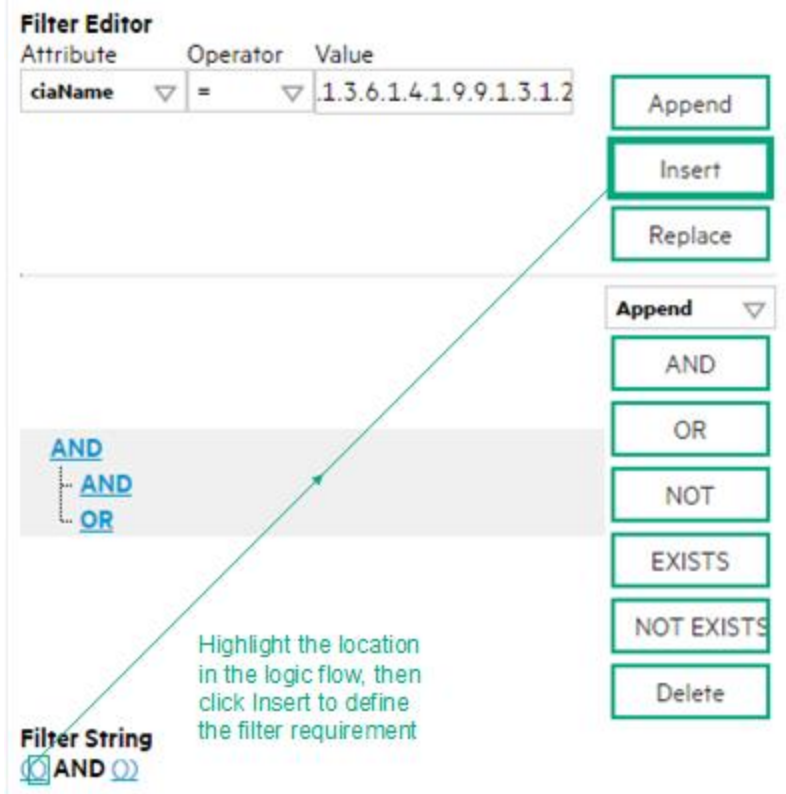 Filter Editor
Attribute Operator Value
ciaName = .1.3.6.1.4.1.9.9.1.3.1.2
Append
Insert
Replace
Append
AND
OR
NOT
EXISTS
NOT EXISTS
Delete
AND
AND
OR
Highlight the location
in the logic flow, then
click Insert to define
the filter requirement
Filter String
(() AND ())